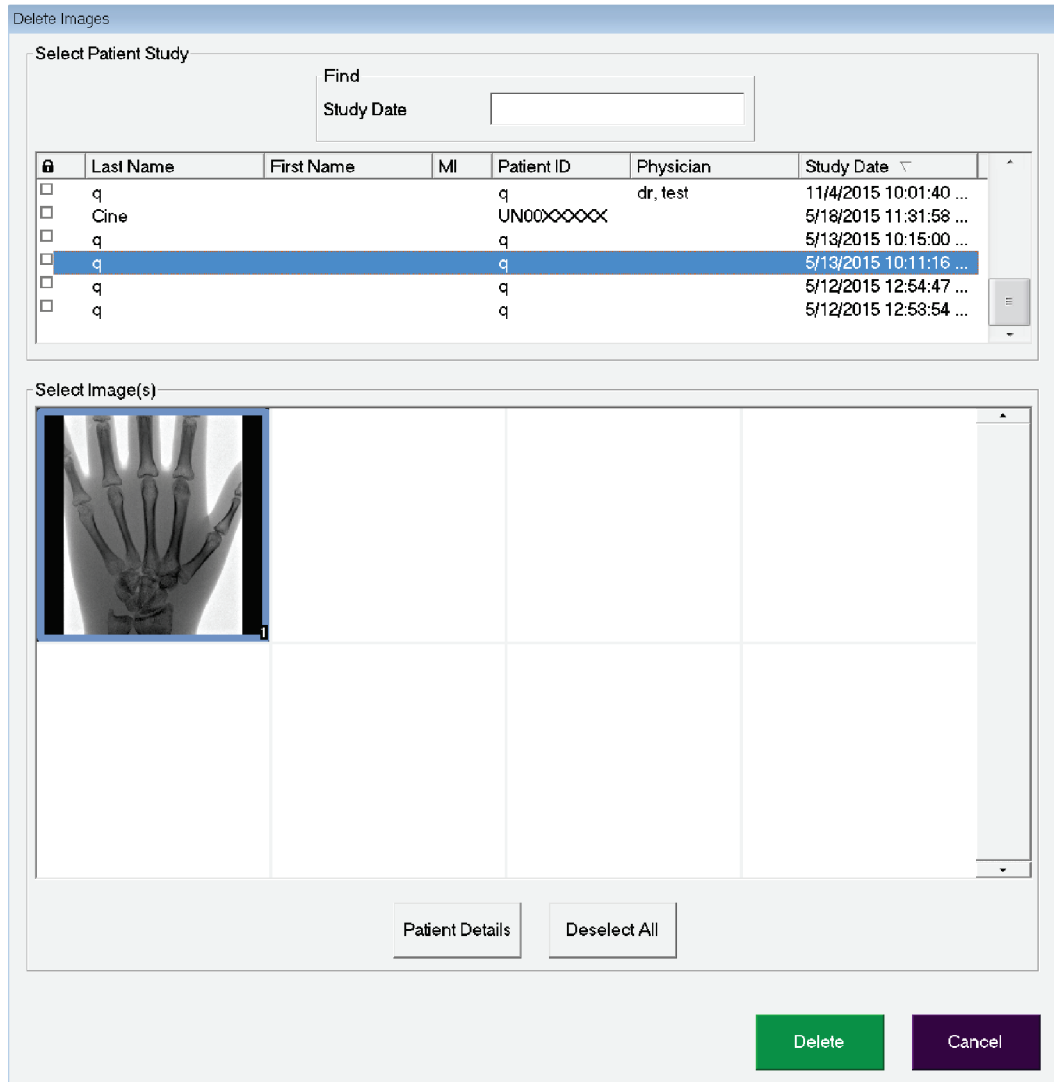 Delete Images
Select Patient Study
Find
Study Date
Last Name First Name MI Patient ID Physician Study Date
q q dr, test 11/4/2015 10:01:40 ...
Cine UN00XXXXX 5/18/2015 11:31:58 ...
q q 5/13/2015 10:15:00 ...
q q 5/13/2015 10:11:16 ...
q q 5/12/2015 12:54:47 ...
q q 5/12/2015 12:53:54 ...
Select Image(s)
1
Patient Details Deselect All
Delete Cancel